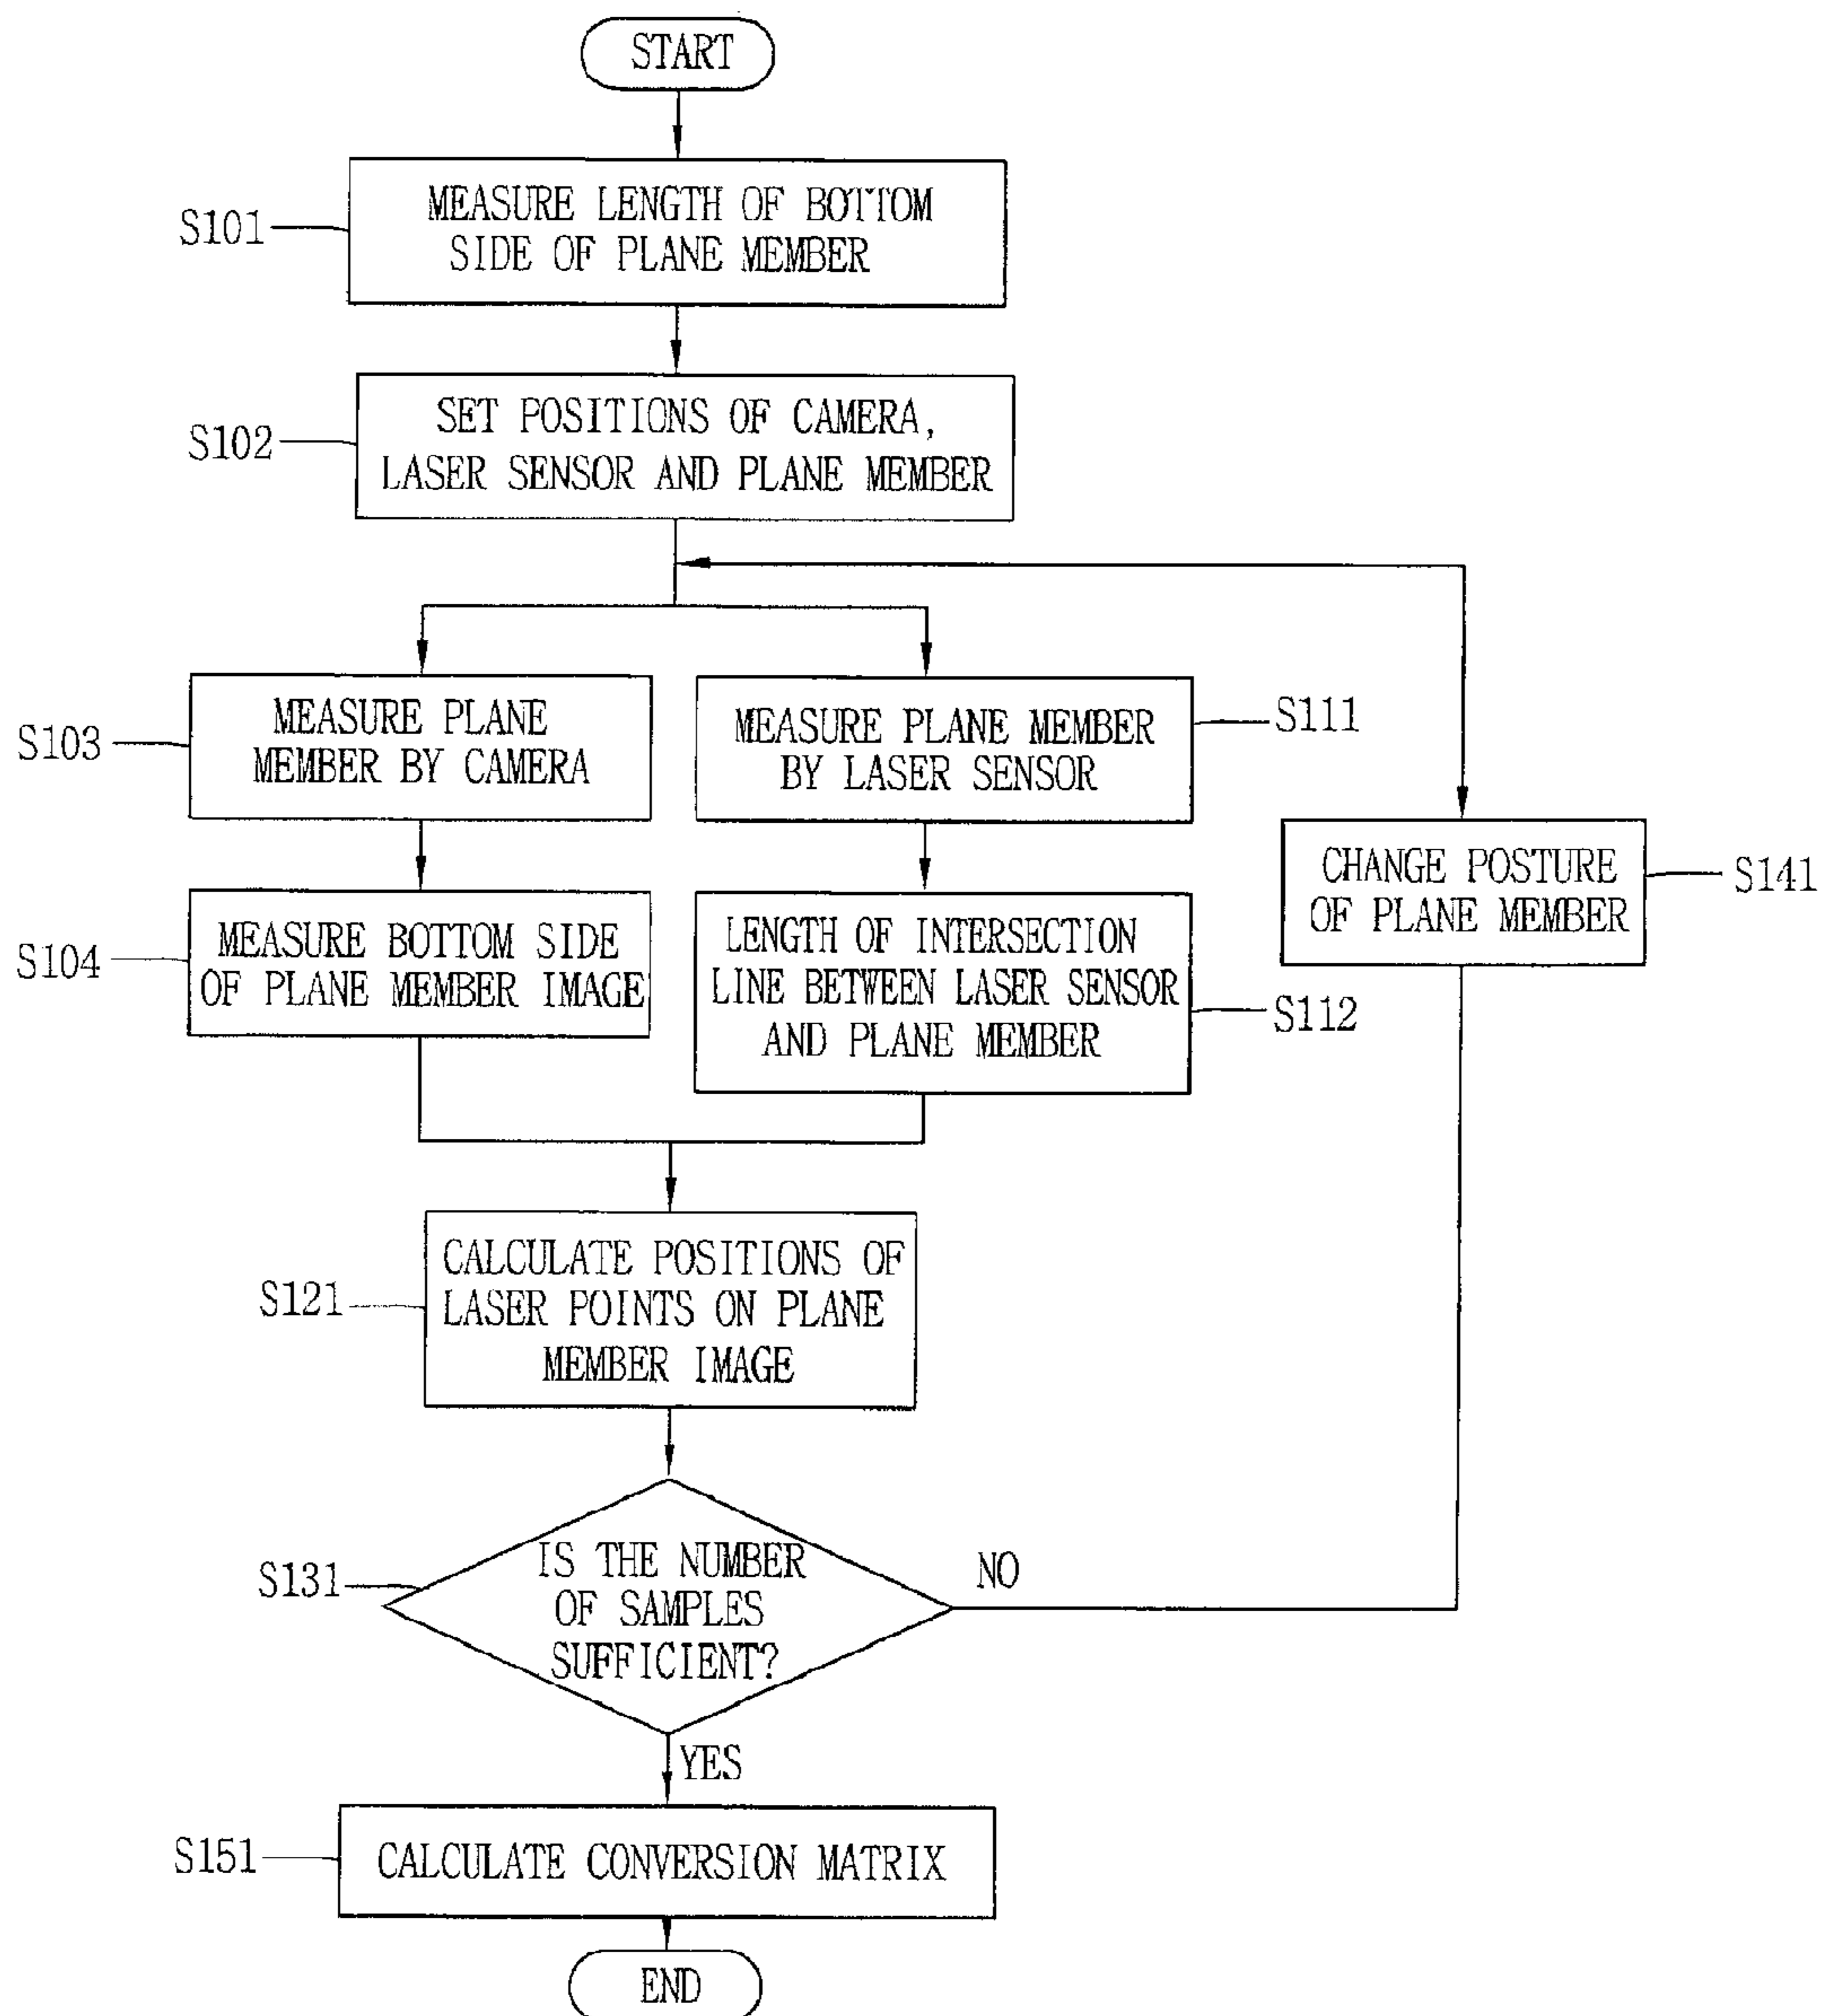 START
S101
MEASURE LENGTH OF BOTTOM
SIDE OF PLANE MEMBER
S102
SET POSITIONS OF CAMERA,
LASER SENSOR AND PLANE MEMBER
S103
MEASURE PLANE
MEMBER BY CAMERA
MEASURE PLANE MEMBER
BY LASER SENSOR
S111
S104
MEASURE BOTTOM SIDE
OF PLANE MEMBER IMAGE
LENGTH OF INTERSECTION
LINE BETWEEN LASER SENSOR
AND PLANE MEMBER
S112
CHANGE POSTURE
OF PLANE MEMBER
S141
S121
CALCULATE POSITIONS OF
LASER POINTS ON PLANE
MEMBER IMAGE
S131
IS THE NUMBER
OF SAMPLES
SUFFICIENT?
NO
YES
S151
CALCULATE CONVERSION MATRIX
END